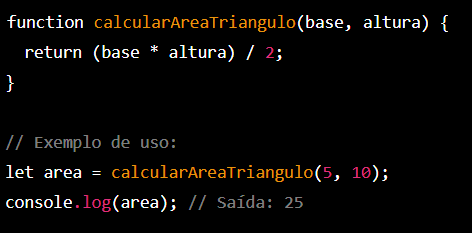 function calcularAreaTriangulo(base, altura) {
  return (base * altura) / 2;
}

// Exemplo de uso:
let area = calcularAreaTriangulo(5, 10);
console.log(area); // Saída: 25